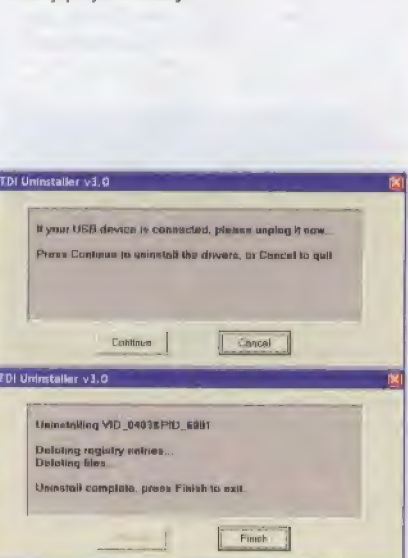 TDI Uninstaller v3.0
If your USB device is connected, please unplug it now...
Press Continue to uninstall the drivers, or Cancel to quit
Continue
Cancel
TDI Uninstaller v3.0
Uninstalling VID_0403&PID_6001
Deleting registry entries...
Deleting files...
Uninstall complete, press Finish to exit.
Finish